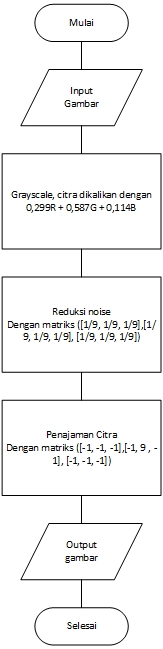 Mulai
Input
Gambar
Grayscale, citra dikalikan dengan
0,299R + 0,587G + 0,114B
Reduksi noise
Dengan matriks ([1/9, 1/9, 1/9],[1/
9, 1/9, 1/9], [1/9, 1/9, 1/9])
Penajaman Citra
Dengan matriks ([-1, -1, -1],[-1, 9 , -
1], [-1, -1, -1])
Output
gambar
Selesai